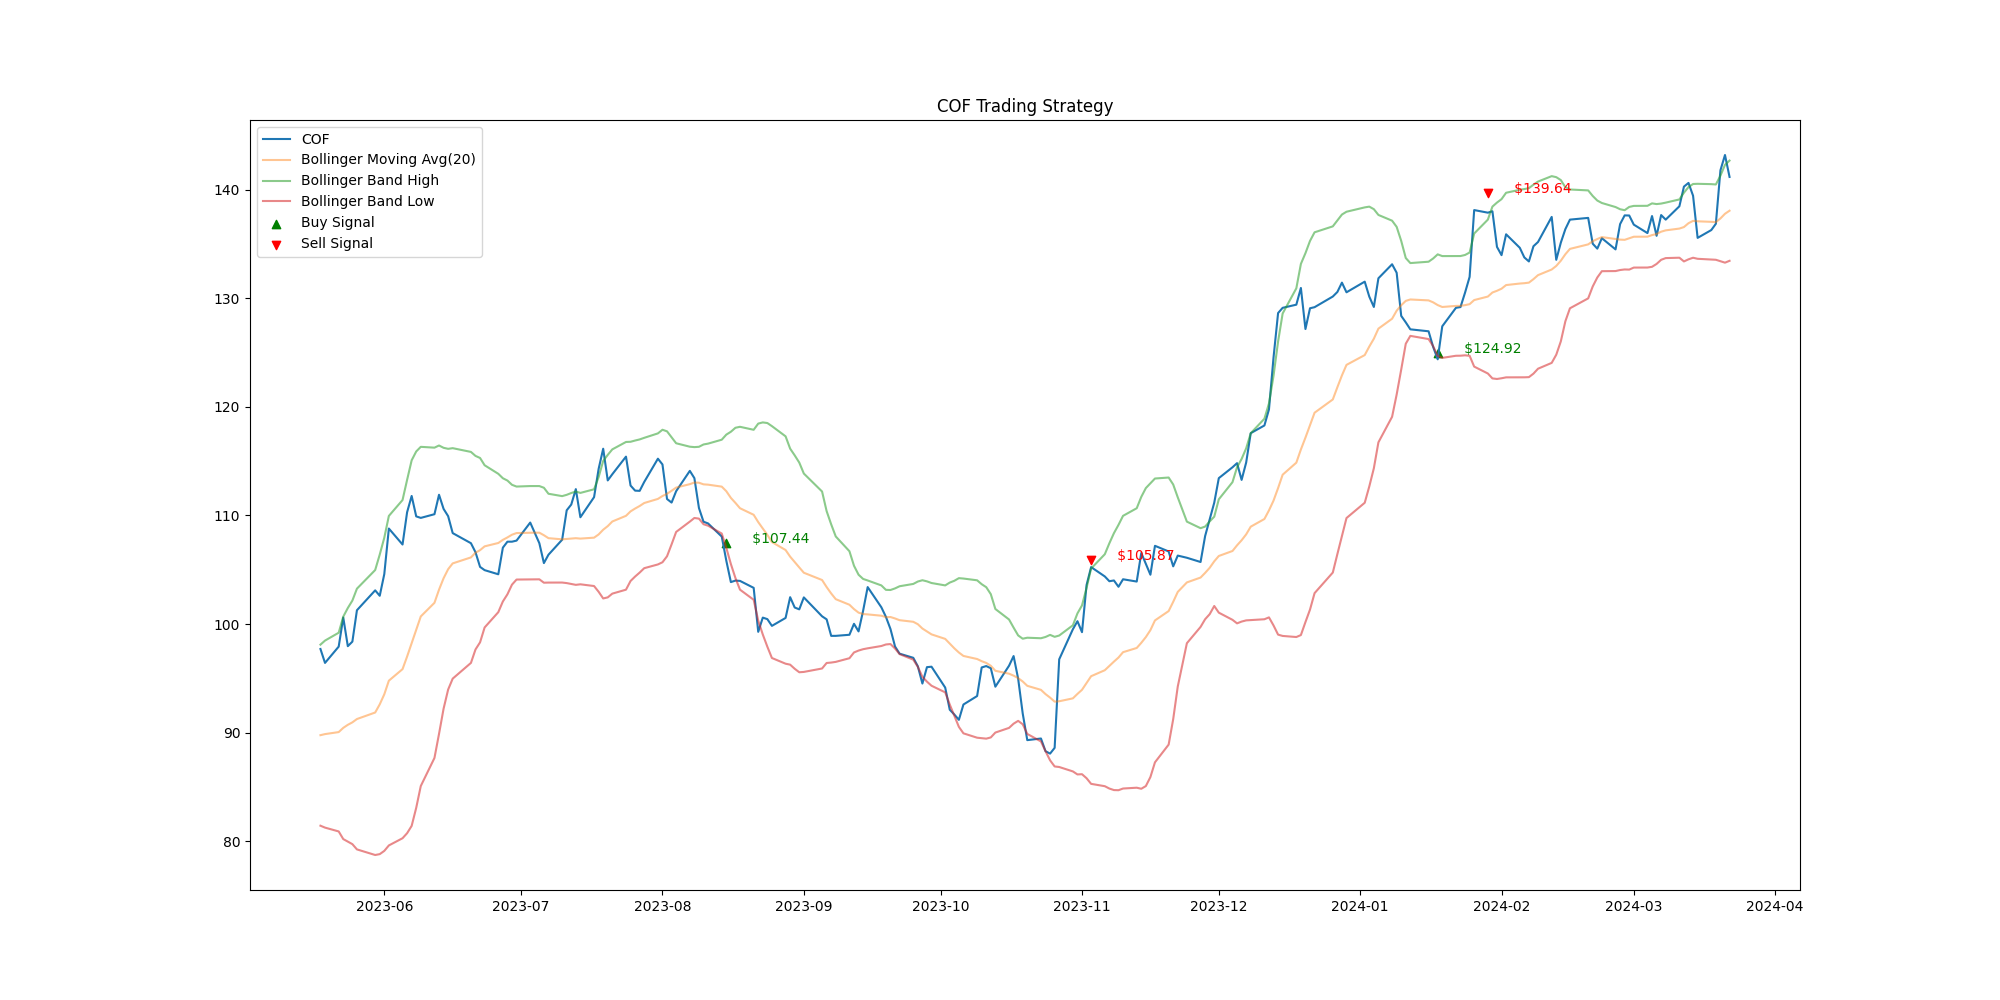 COF Trading Strategy
COF
Bollinger Moving Avg(20)
Bollinger Band High
Bollinger Band Low
Buy Signal
Sell Signal
140
130
120
110
100
90
80
$139.64
$124.92
$107.44
$105.87
2023-06 2023-07 2023-08 2023-09 2023-10 2023-11 2023-12 2024-01 2024-02 2024-03 2024-04